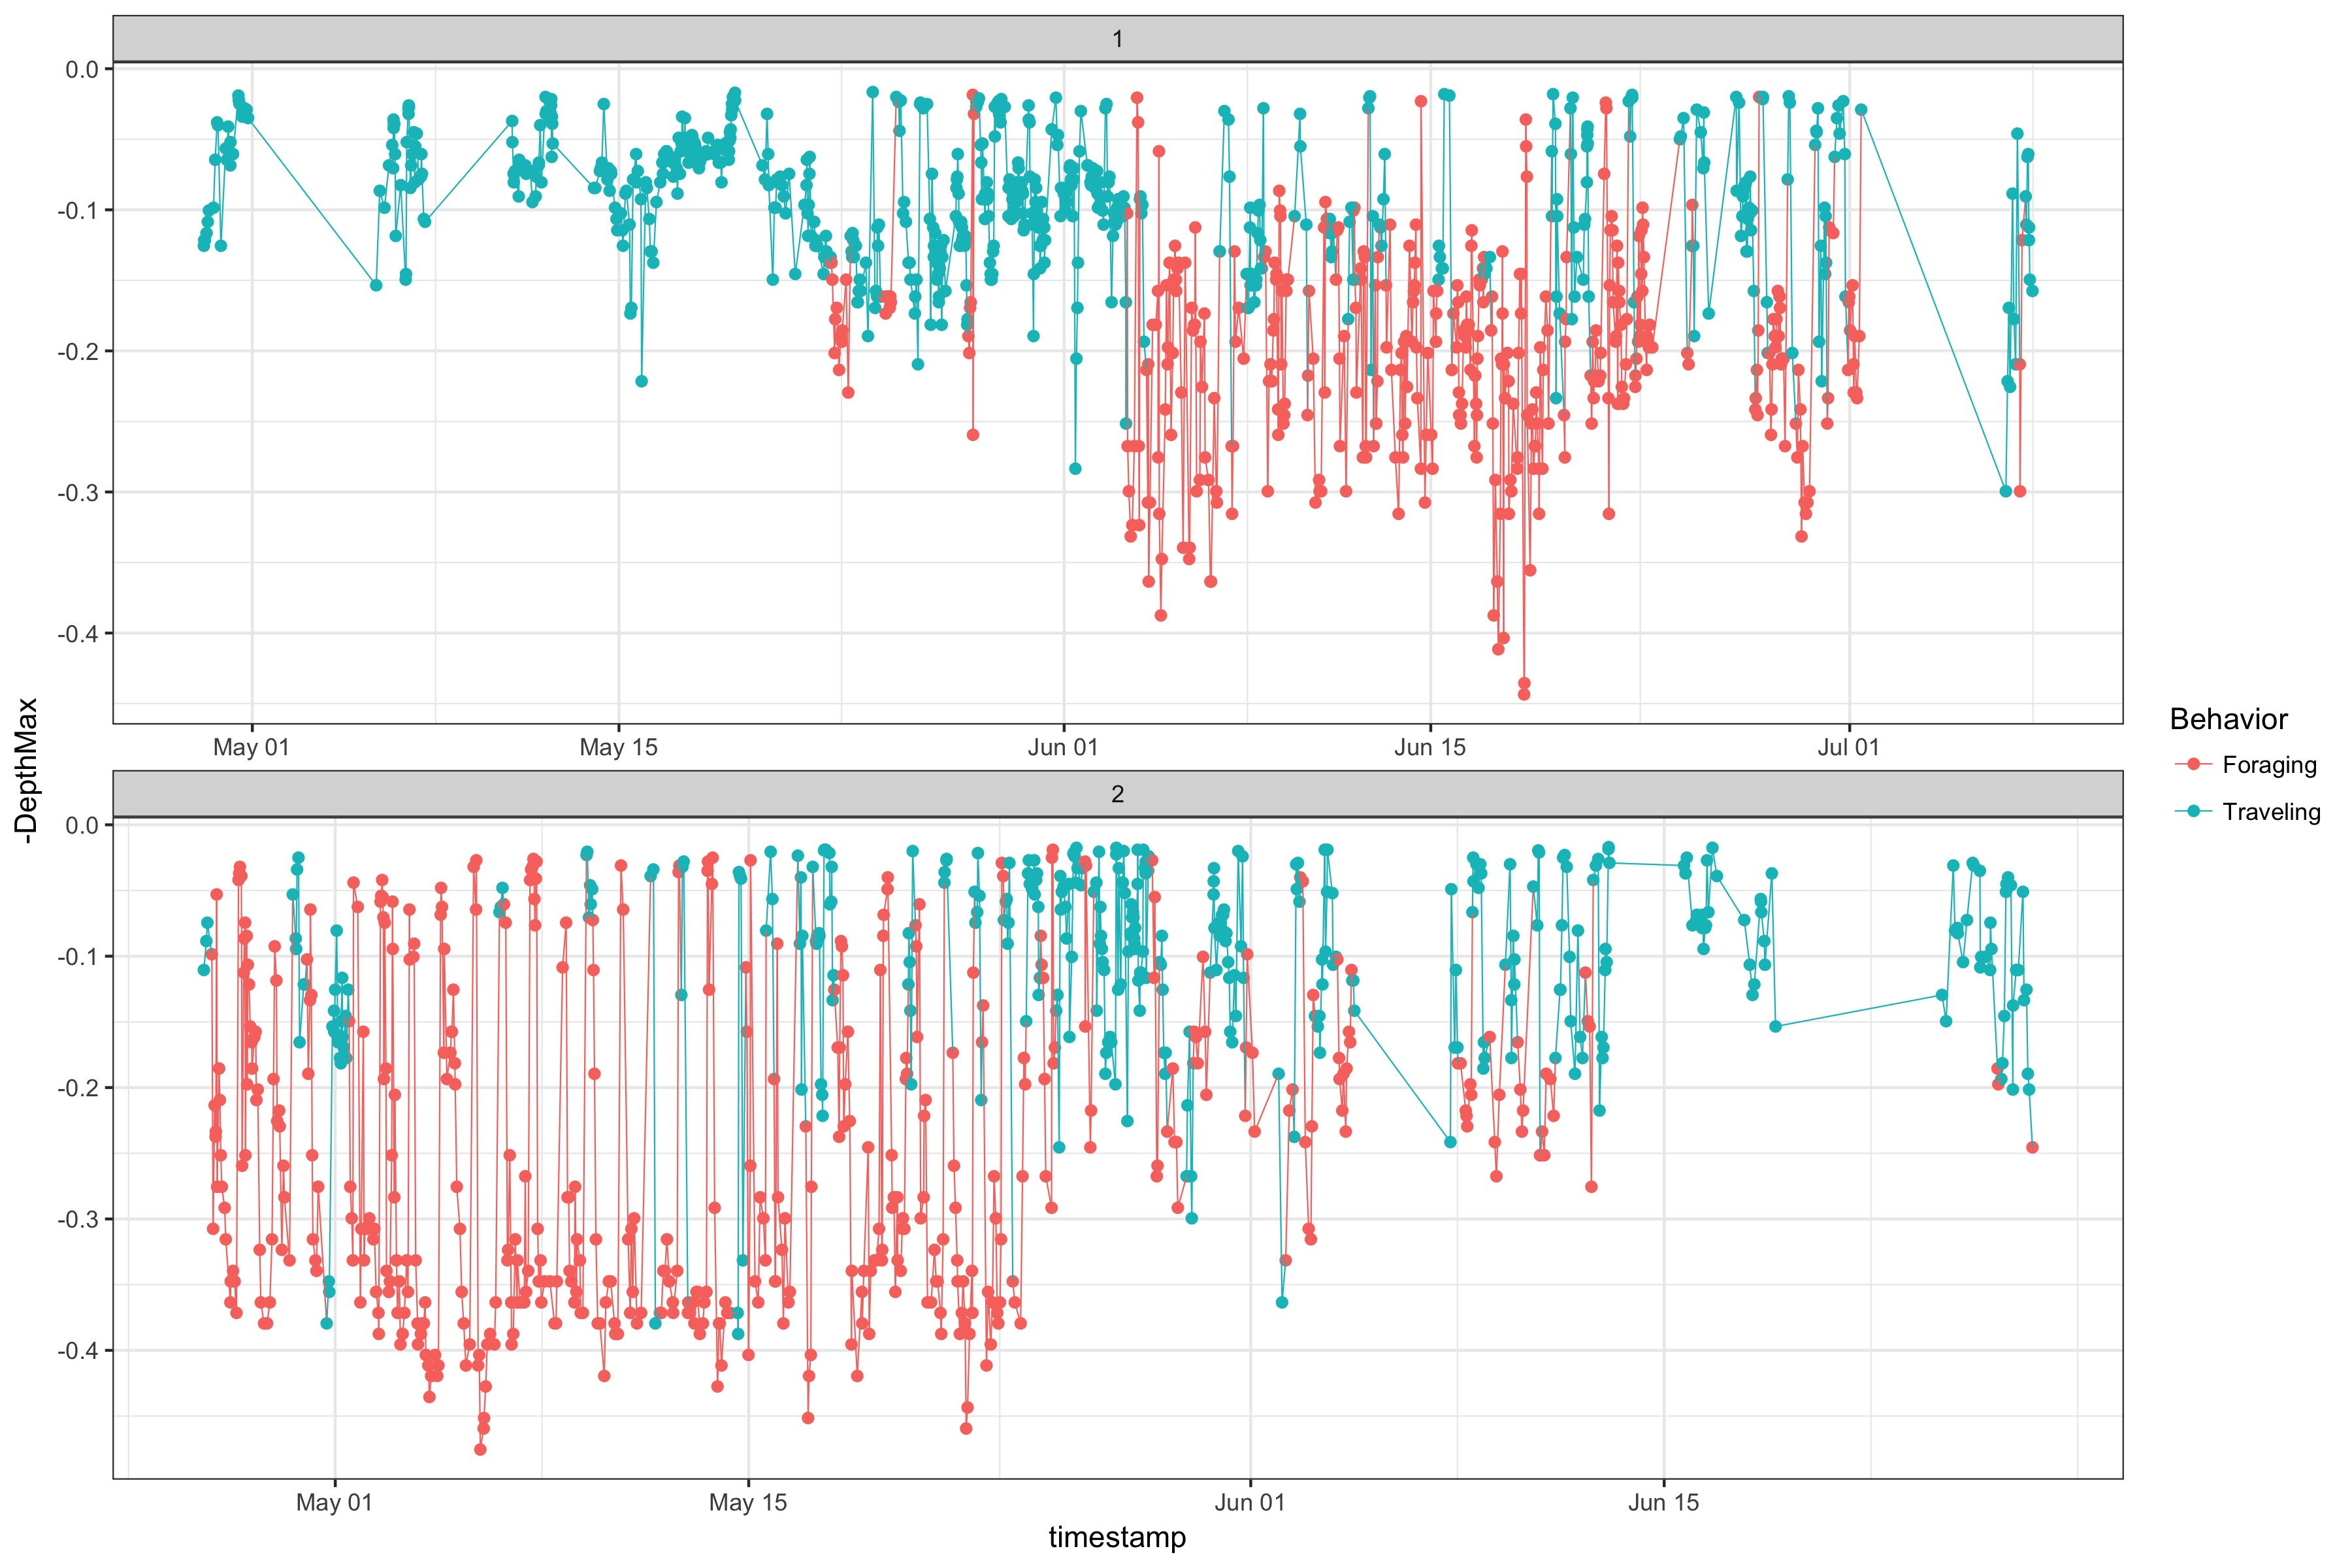 1
0.0
-0.1
-0.2
-0.3
-0.4
May 01 May 15 Jun 01 Jun 15 Jul 01
2
0.0
-0.1
-0.2
-0.3
-0.4
May 01 May 15 Jun 01 Jun 15
timestamp
-DepthMax
Behavior
Foraging
Traveling